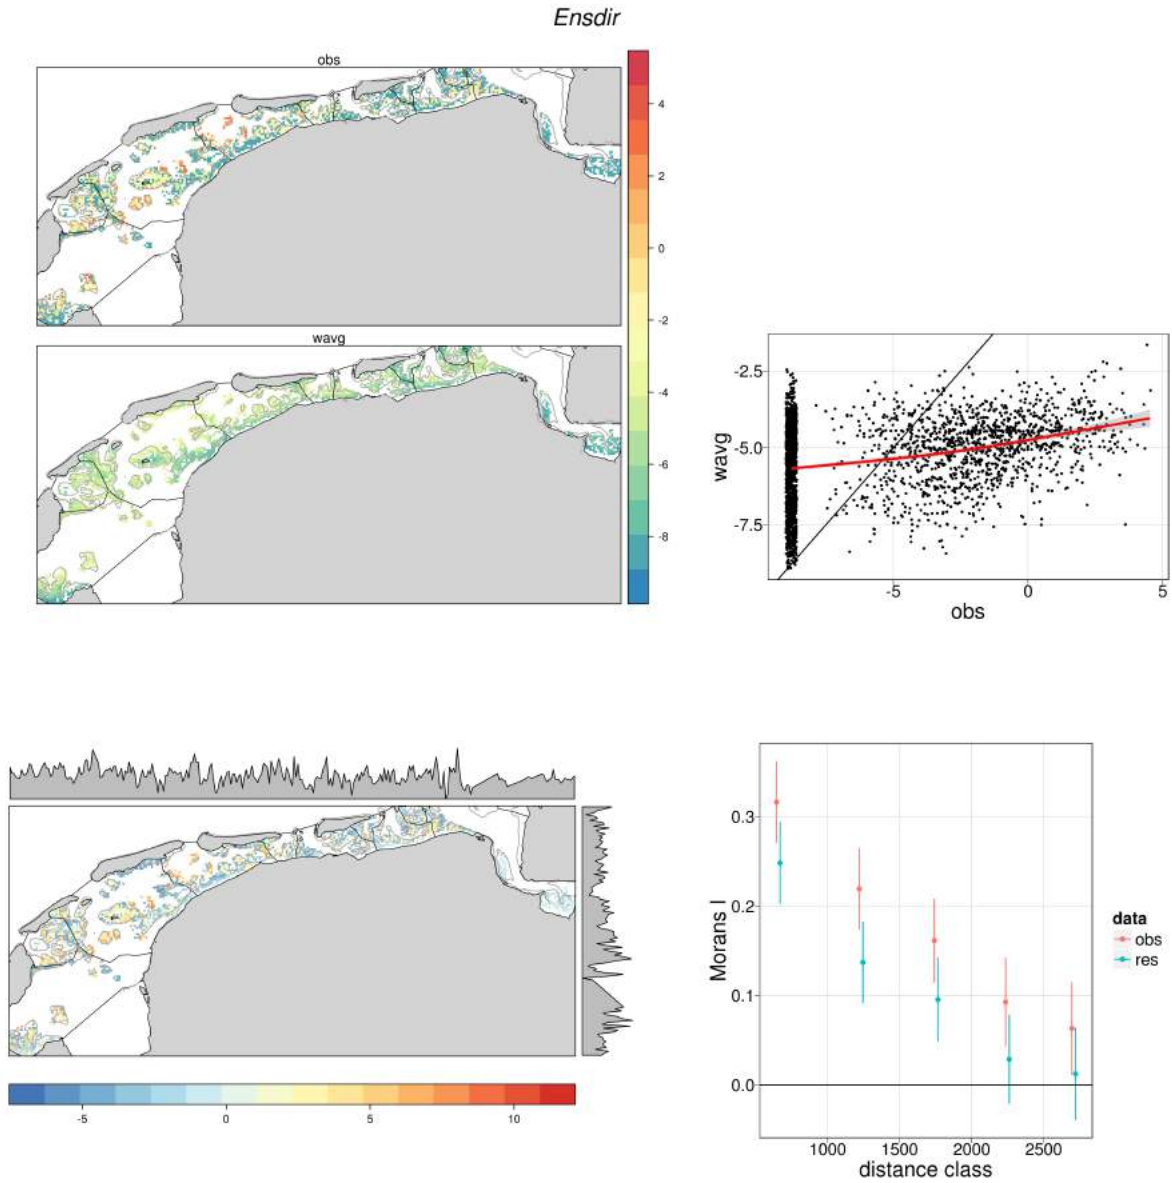 Ensdir
obs
4
2
0
-2
-4
-6
-8
wavg
-2.5
-5.0
-7.5
wavg
-5 0 5
obs
-5 0 5 10
0.3
0.2
0.1
0.0
Morans I
1000 1500 2000 2500
distance class
data
obs
res